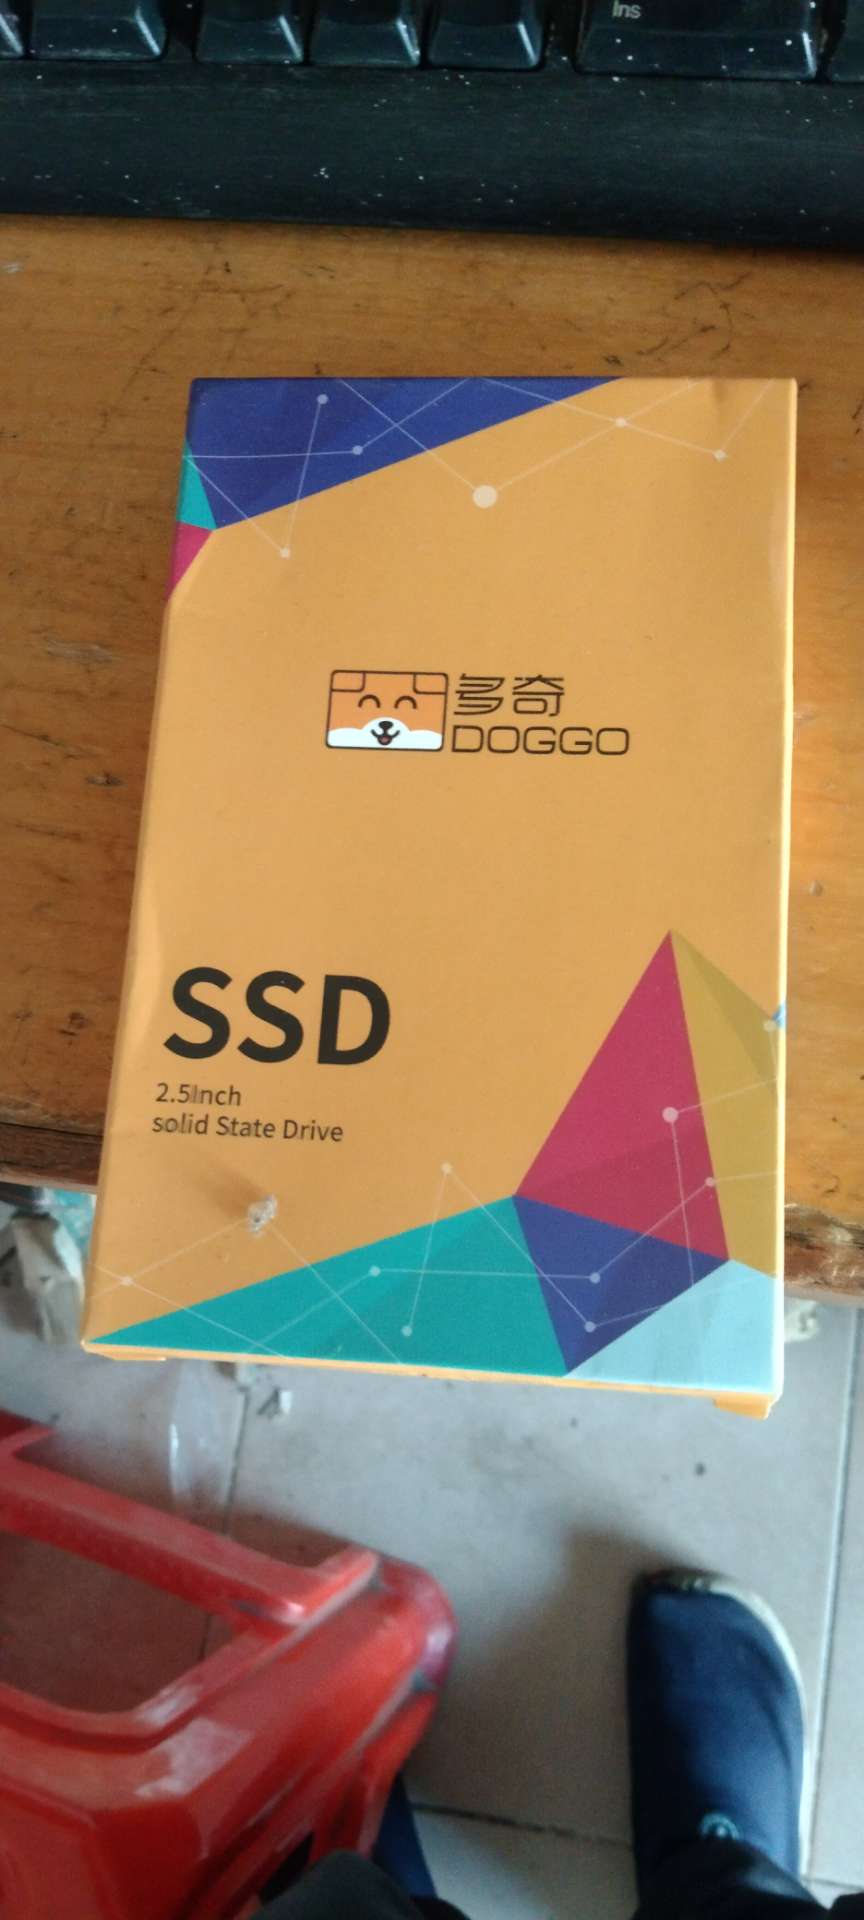 Ins
多奇
DOGGO
SSD
2.5Inch
solid State Drive